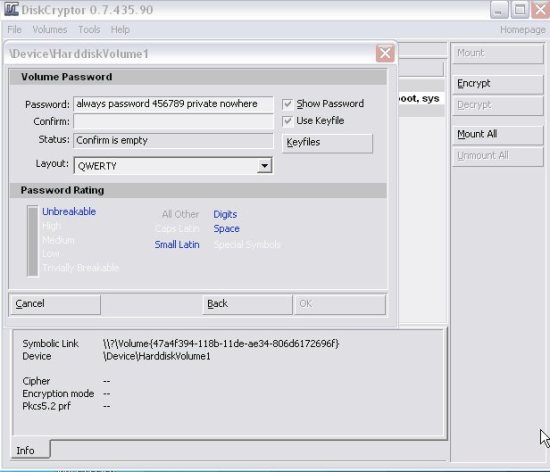 DiskCryptor 0.7.435.90
File Volumes Tools Help Homepage
\Device\HarddiskVolume1
Volume Password
Password: always password 456789 private nowhere
Show Password
Confirm:
Use Keyfile
Status: Confirm is empty
Keyfiles
Layout: QWERTY
Password Rating
Unbreakable
High
Medium
Low
Trivially Breakable
All Other Digits
Caps Latin Space
Small Latin Special Symbols
Cancel Back OK
oot, sys
Mount
Encrypt
Decrypt
Mount All
Unmount All
Symbolic Link \\?\Volume{47a4f394-118b-11de-ae34-806d6172696f}
Device \Device\HarddiskVolume1
Cipher --
Encryption mode --
Pkcs5.2 prf --
Info